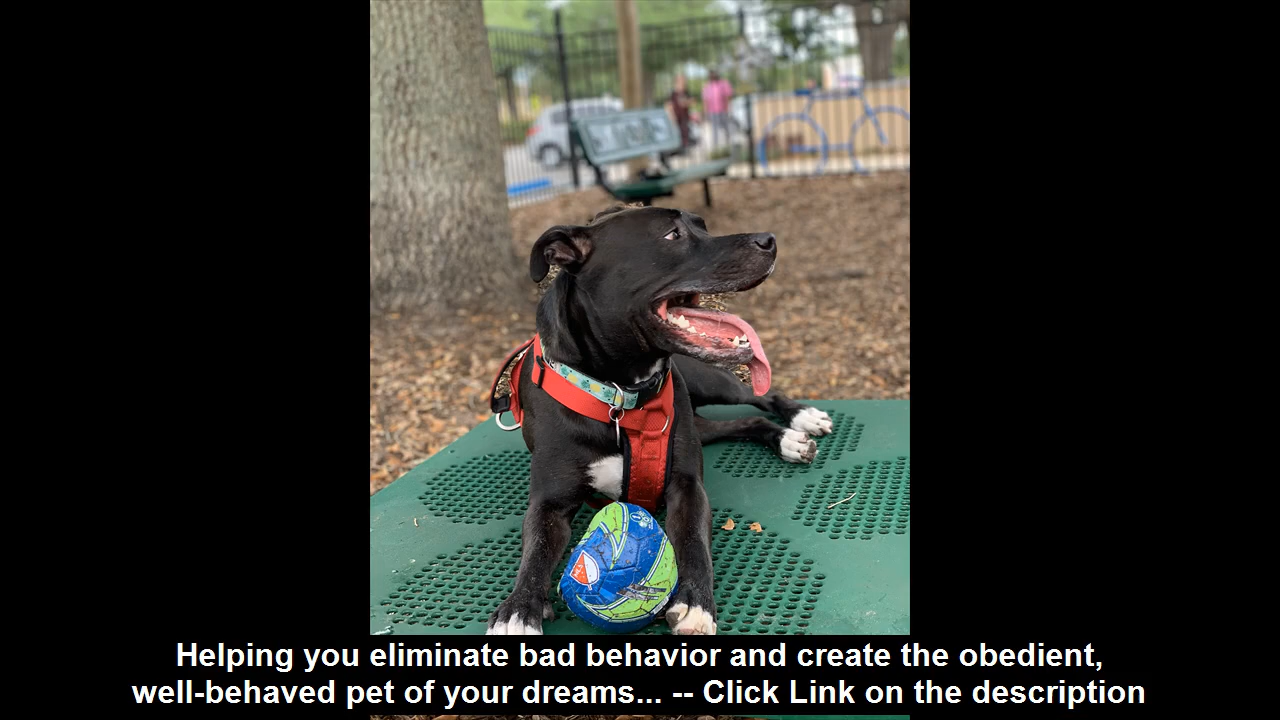 Helping you eliminate bad behavior and create the obedient,
well-behaved pet of your dreams... -- Click Link on the description